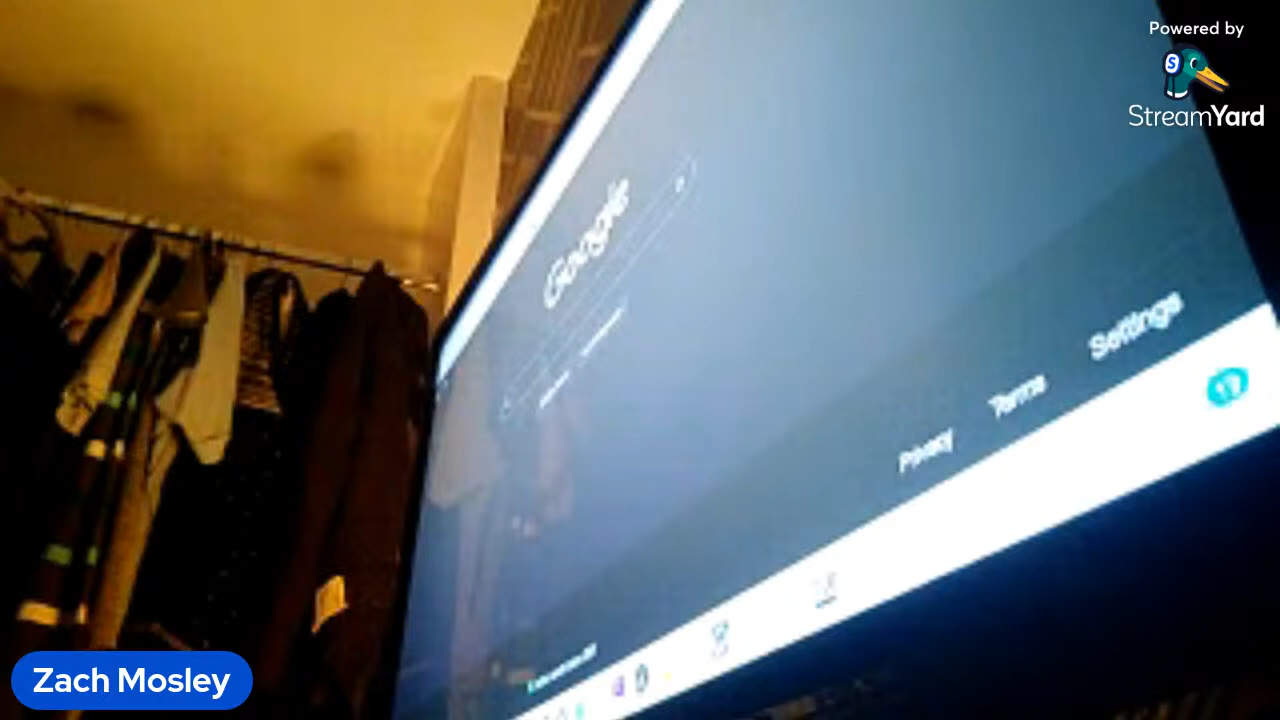 Powered by
StreamYard
Google
Settings
Terms
Privacy
Zach Mosley